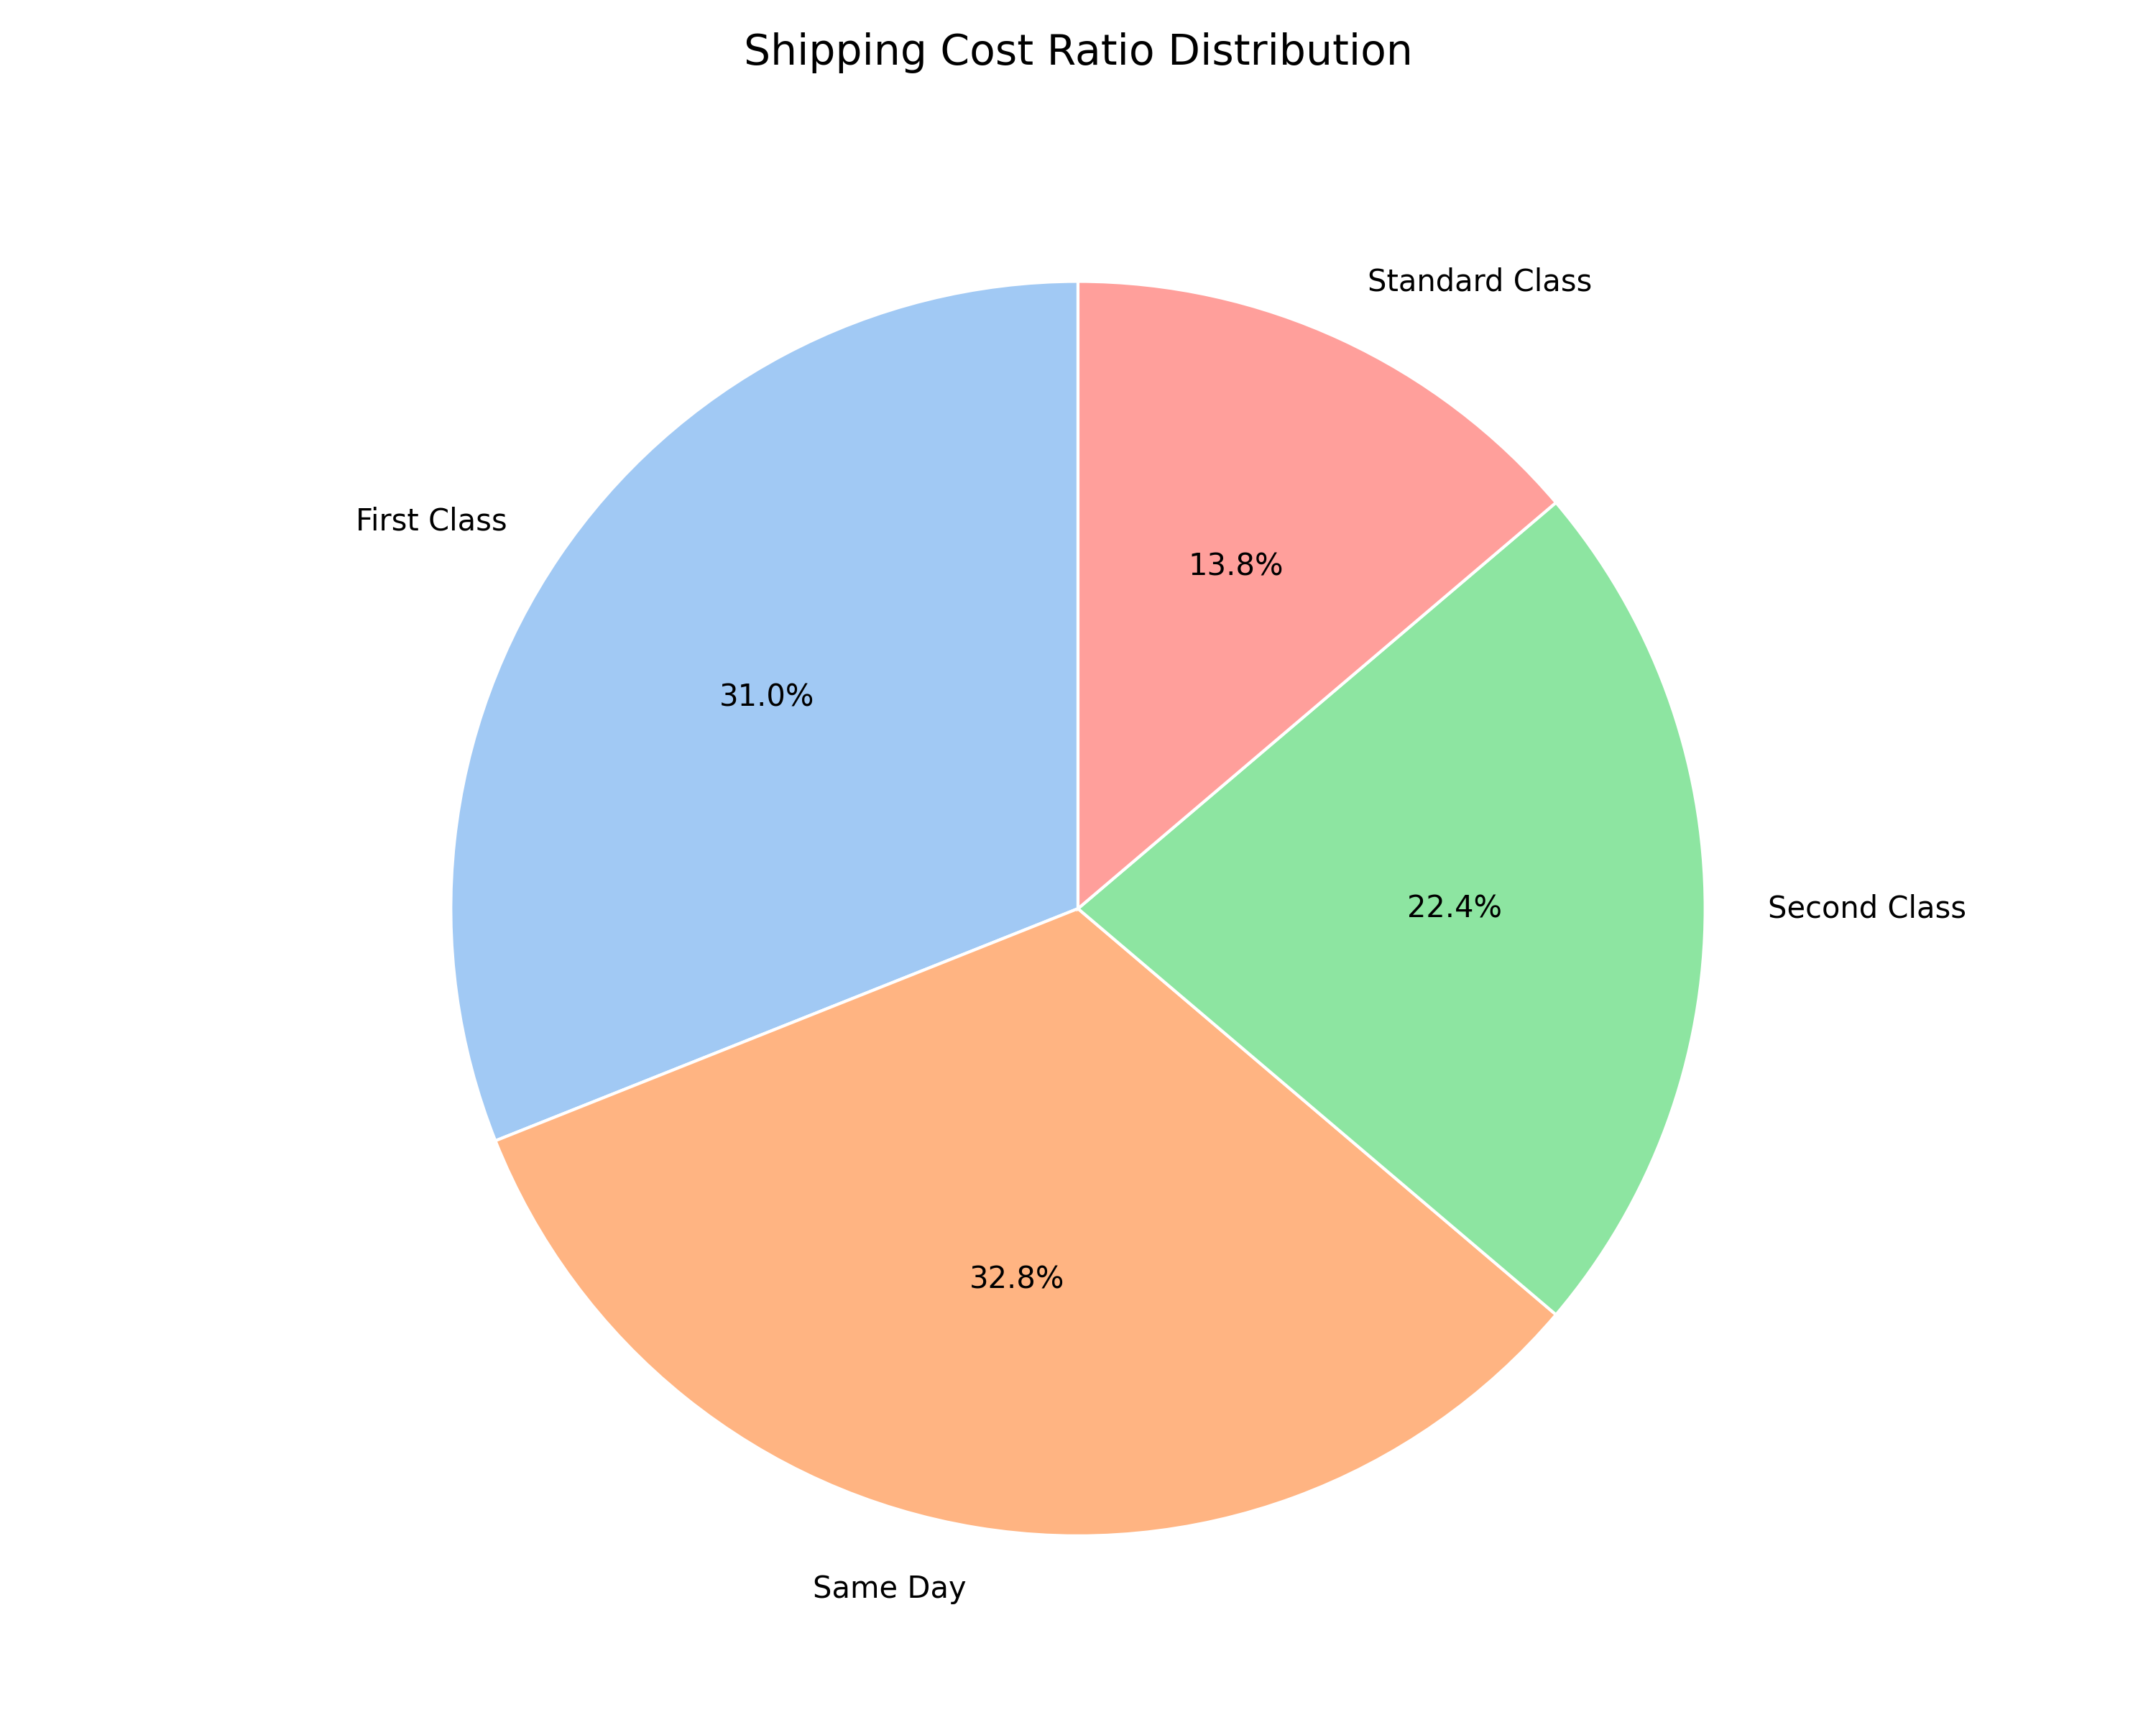 Shipping Cost Ratio Distribution
Standard Class
First Class
13.8%
31.0%
22.4%
Second Class
32.8%
Same Day